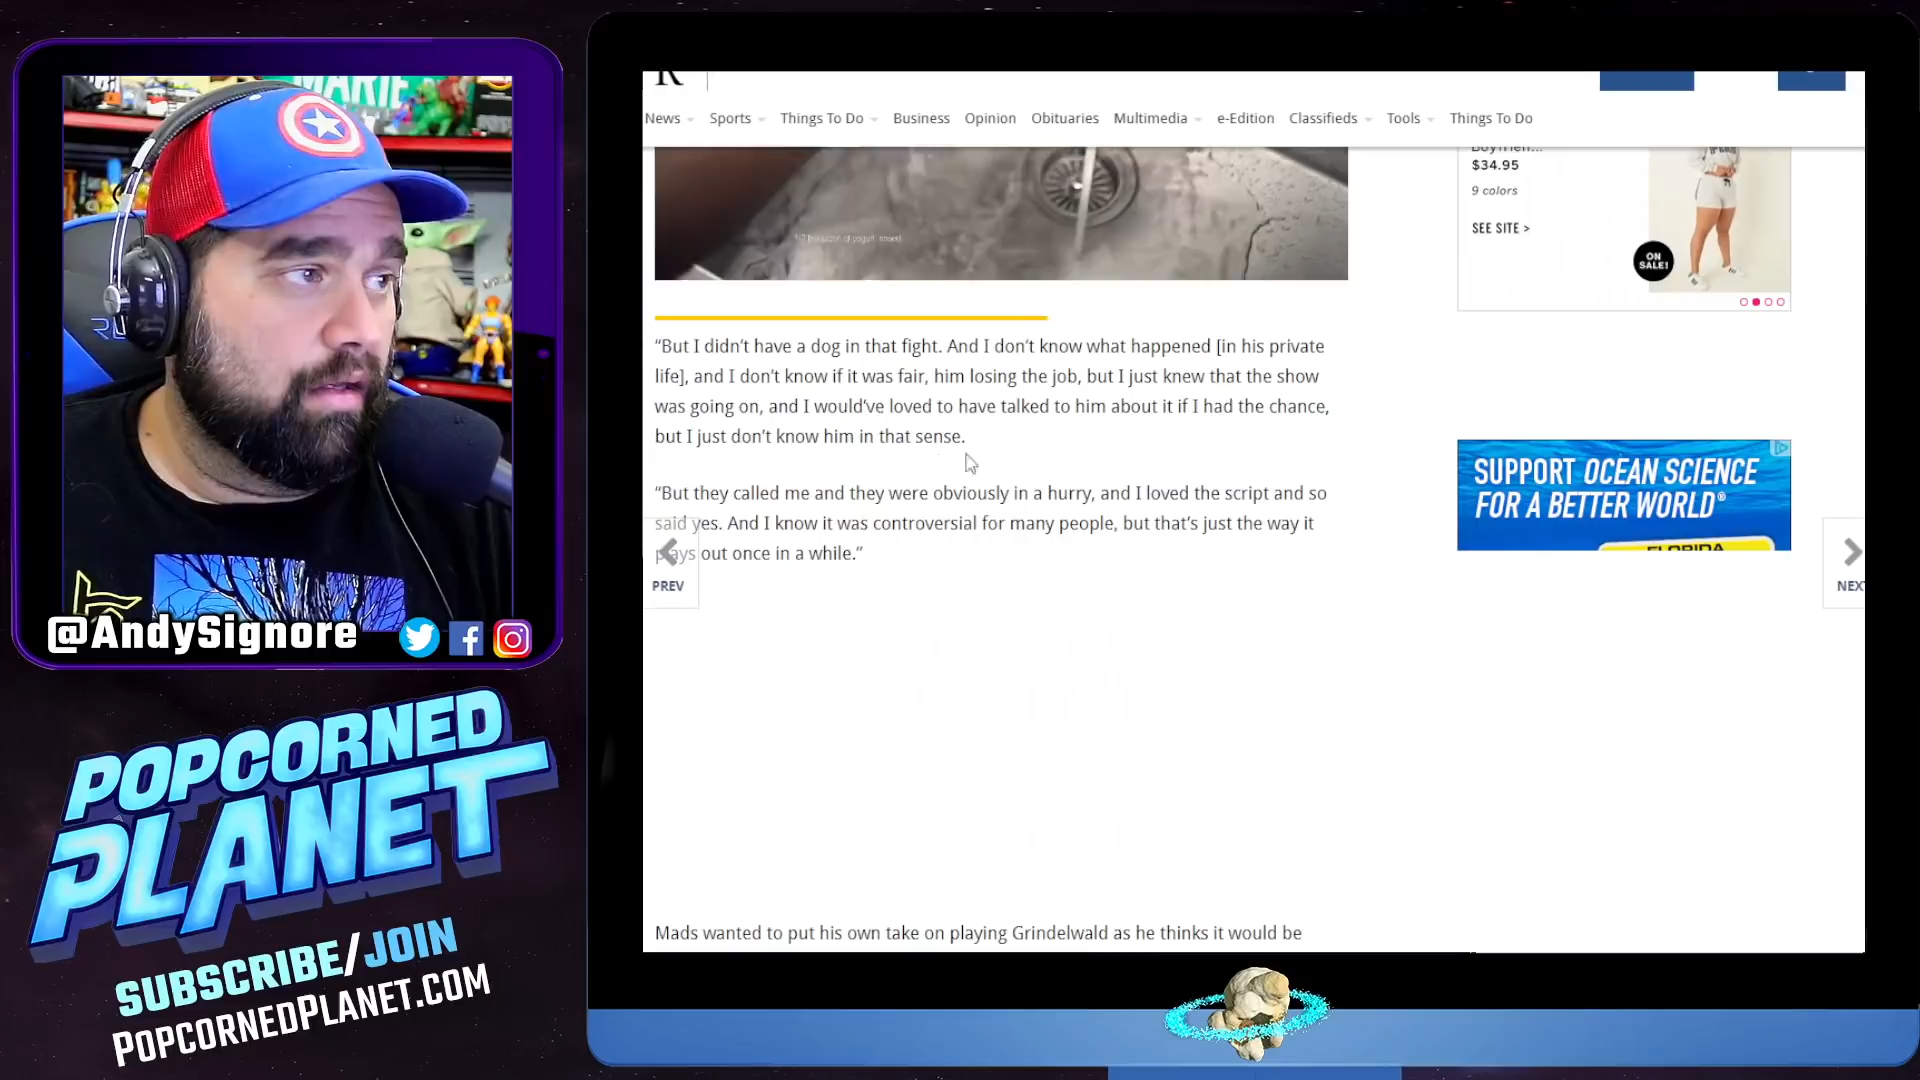 MARIE
@AndySignore
POPCORNED
PLANET
SUBSCRIBE/JOIN
POPCORNEDPLANET.COM
News Sports Things To Do Business Opinion Obituaries Multimedia e-Edition Classifieds Tools Things To Do
“But I didn’t have a dog in that fight. And I don’t know what happened [in his private
life], and I don’t know if it was fair, him losing the job, but I just knew that the show
was going on, and I would’ve loved to have talked to him about it if I had the chance,
but I just don’t know him in that sense.
“But they called me and they were obviously in a hurry, and I loved the script and so
said yes. And I know it was controversial for many people, but that’s just the way it
plays out once in a while.”
PREV
NEXT
Mads wanted to put his own take on playing Grindelwald as he thinks it would be
Boyfrien...
$34.95
9 colors
SEE SITE >
ON
SALE!
SUPPORT OCEAN SCIENCE
FOR A BETTER WORLD®
FLORIDA